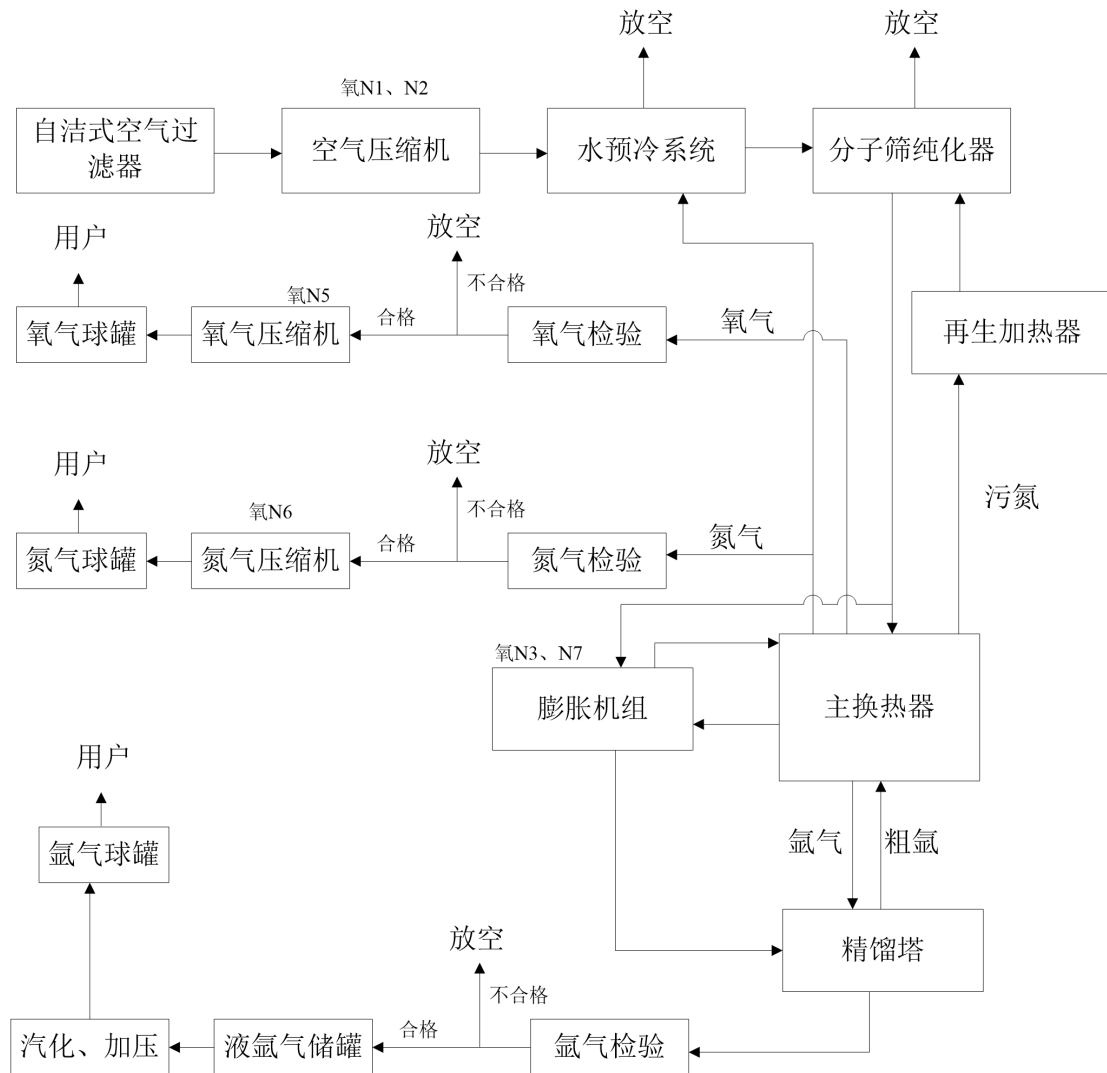 放空
放空
氧N1、N2
自洁式空气过
滤器
空气压缩机
水预冷系统
分子筛纯化器
用户
放空
不合格
氧N5
合格
氧气
氧气球罐
氧气压缩机
氧气检验
再生加热器
用户
放空
不合格
污氮
氧N6
合格
氮气
氮气球罐
氮气压缩机
氮气检验
氧N3、N7
膨胀机组
主换热器
用户
氩气
粗氩
氩气球罐
放空
精馏塔
不合格
合格
汽化、加压
液氩气储罐
氩气检验